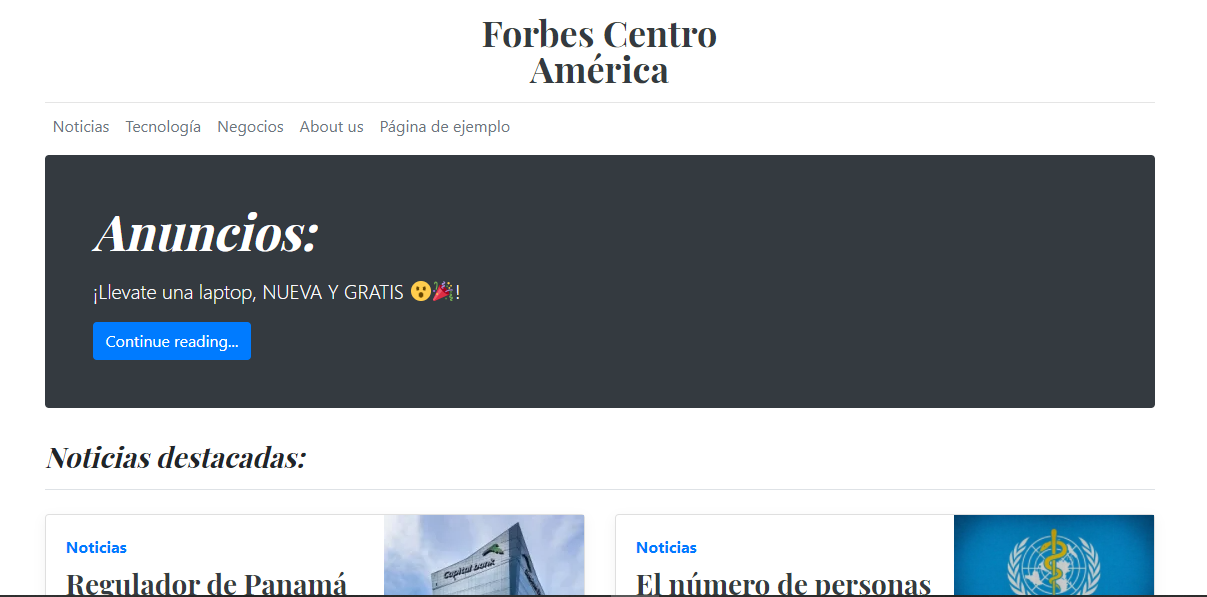 Forbes Centro
América
Noticias Tecnología Negocios About us Página de ejemplo
Anuncios:
¡Llevate una laptop, NUEVA Y GRATIS 😮🎉!
Continue reading...
Noticias destacadas:
Noticias
Regulador de Panamá
Capital bank
Noticias
El número de personas